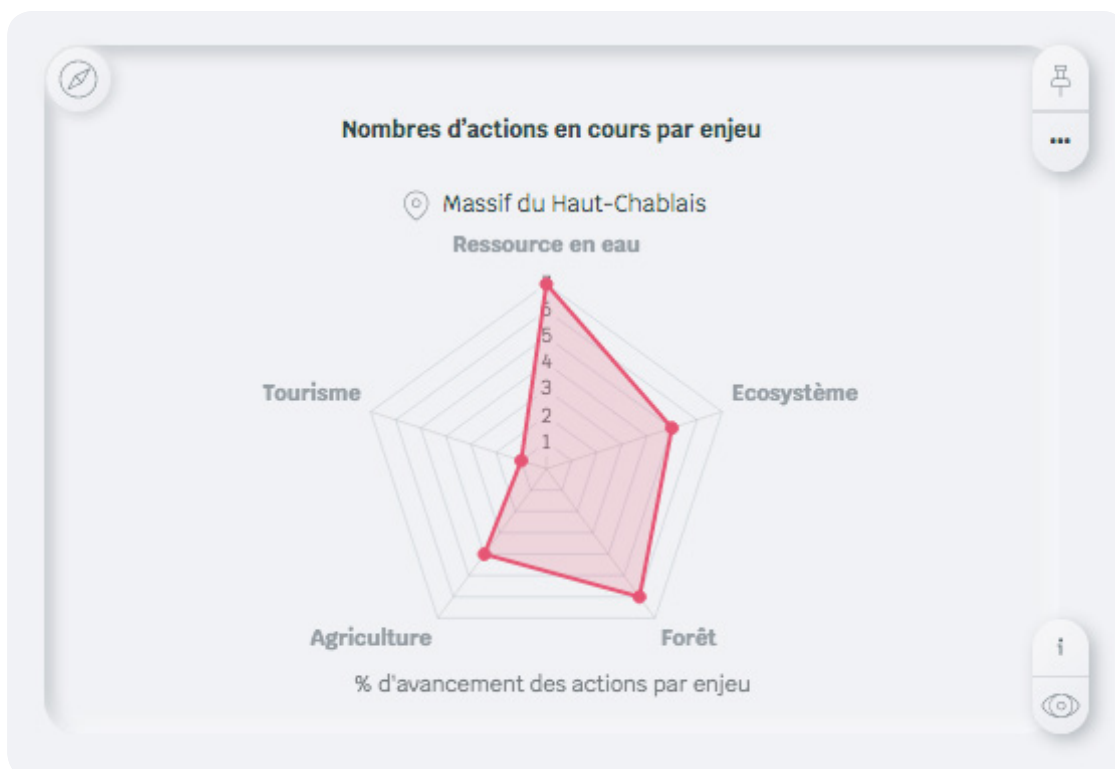 Nombres d'actions en cours par enjeu
•••
Massif du Haut-Chablais
Ressource en eau
6
5
Tourisme
Ecosystème
4
3
2
1
Agriculture
Forêt
i
% d'avancement des actions par enjeu